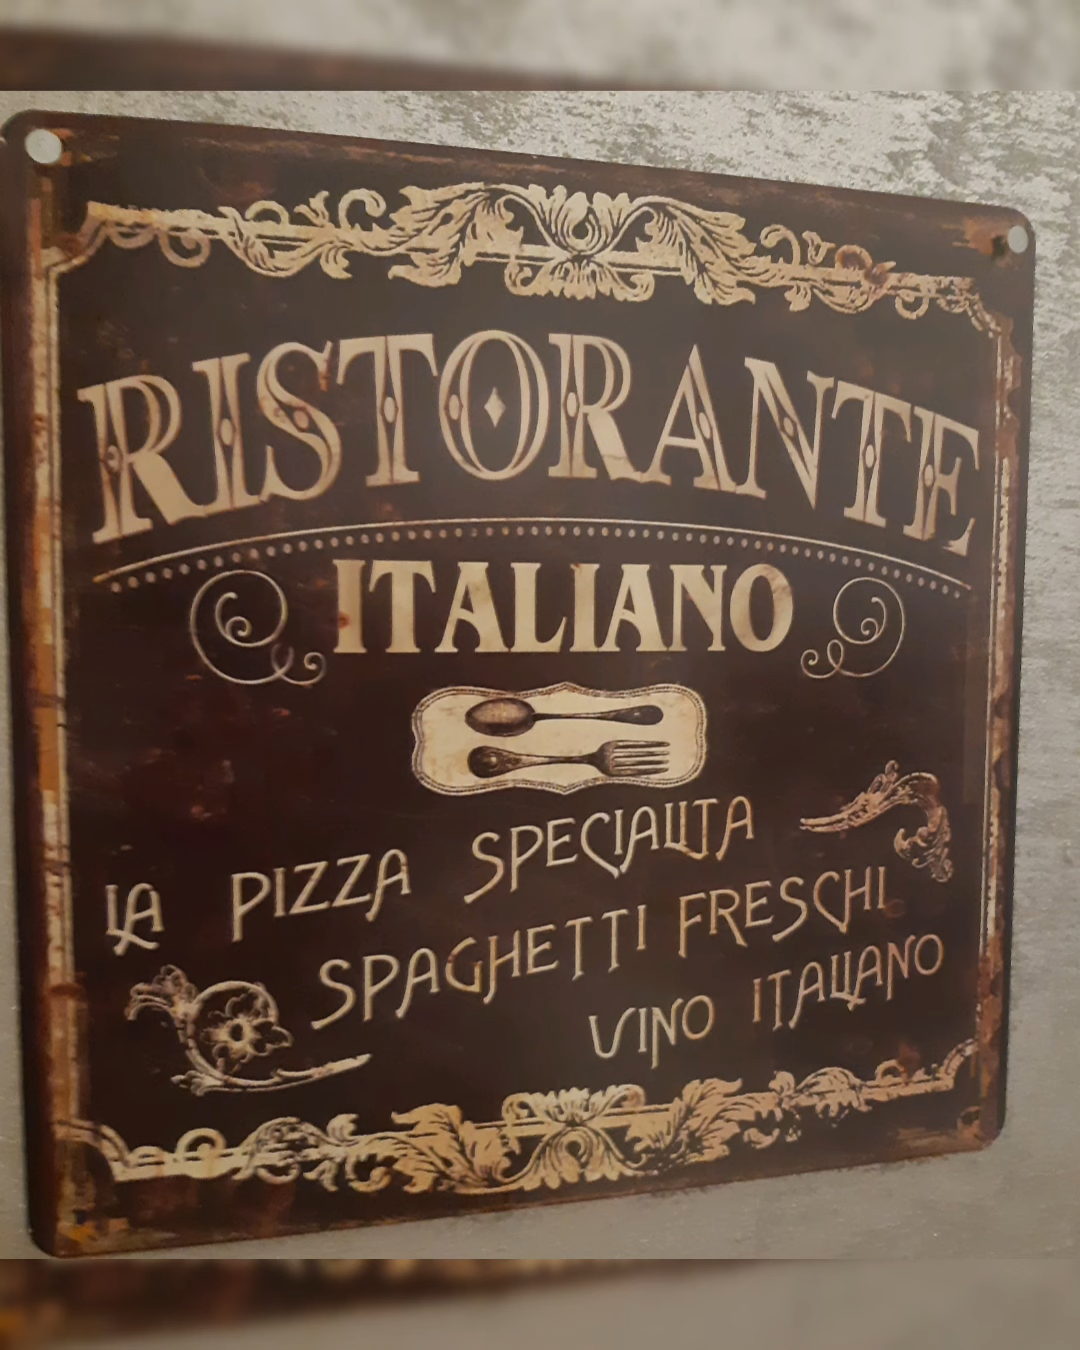 RISTORANTE
ITALIANO
LA PIZZA SPECIALITA
SPAGHETTI FRESCHI
VINO ITALIANO